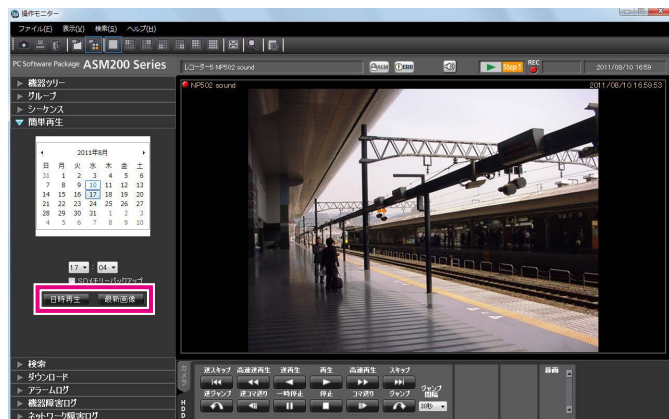 操作モニター
ファイル(E) 表示(V) 検索(S) ヘルプ(H)
PC Software Package ASM200 Series
レコーダー5 NP502 sound
ALM ERR
Step1
REC
2011/08/10 16:59
機器ツリー
グループ
シーケンス
簡単再生
2011年8月
日 月 火 水 木 金 土
31 1 2 3 4 5 6
7 8 9 10 11 12 13
14 15 16 17 18 19 20
21 22 23 24 25 26 27
28 29 30 31 1 2 3
4 5 6 7 8 9 10
17 : 04
SDメモリーバックアップ
日時再生 最新画像
NP502 sound
2011/08/10 16:59:53
検索
ダウンロード
アラームログ
機器障害ログ
ネットワーク障害ログ
カメラ
HDD
逆スキップ 高速逆再生 逆再生 再生 高速再生 スキップ
逆ジャンプ 逆コマ送り 一時停止 停止 コマ送り ジャンプ
ジャンプ間隔
30秒
録画